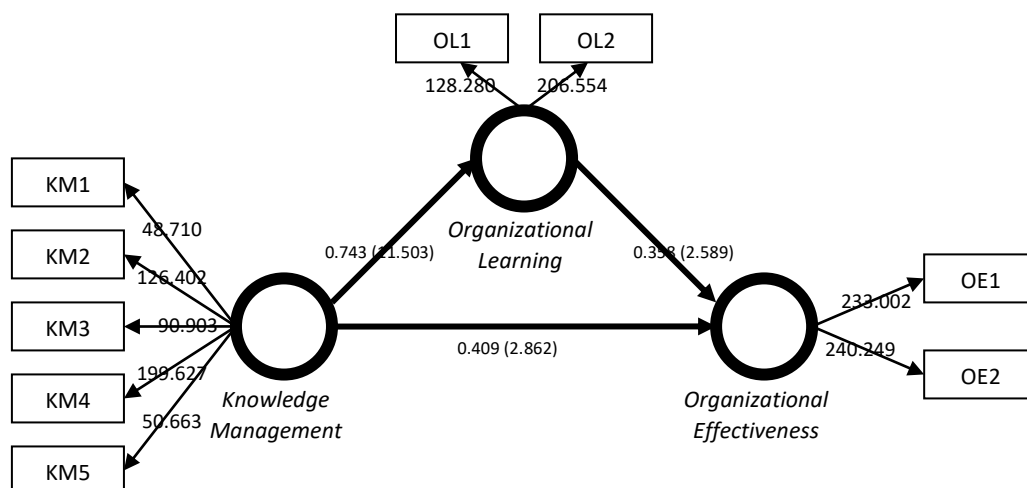 OL1
OL2
128.280
206.554
KM1
KM2
KM3
KM4
KM5
48.710
126.402
90.903
199.627
50.663
0.743 (11.503)
Organizational
Learning
0.358 (2.589)
0.409 (2.862)
Knowledge
Management
Organizational
Effectiveness
233.002
240.249
OE1
OE2